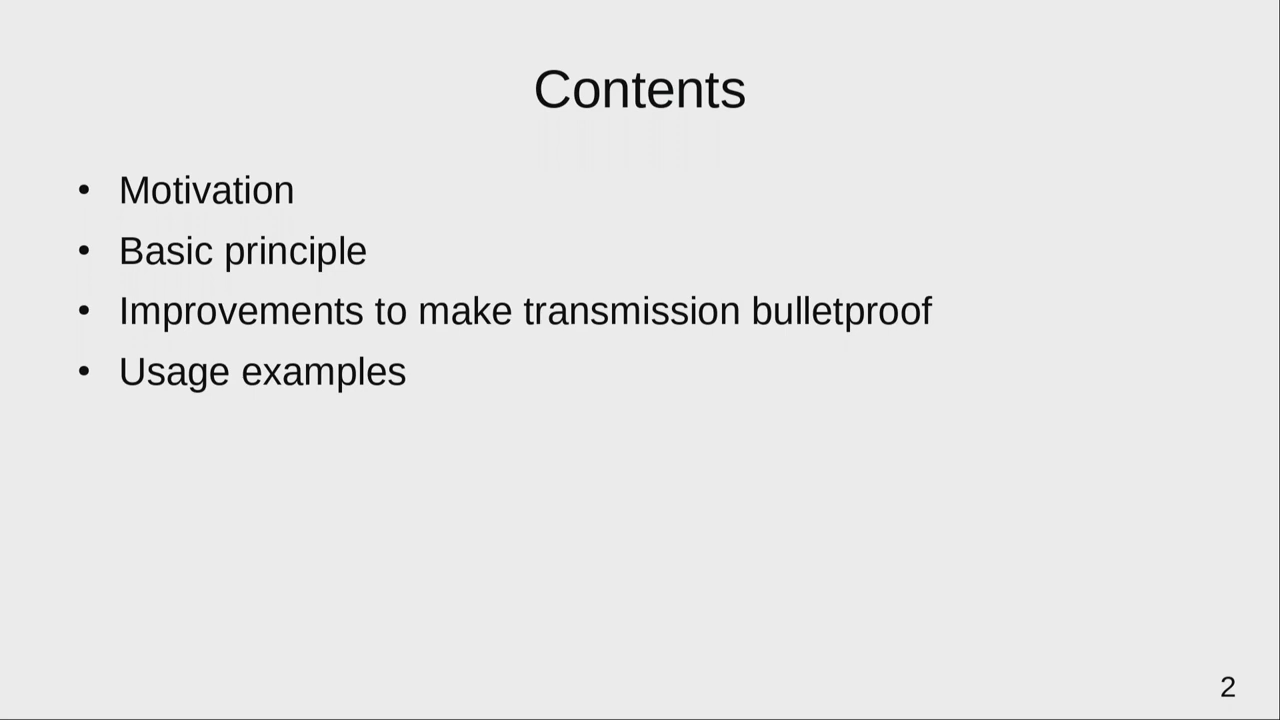 Contents
• Motivation
• Basic principle
• Improvements to make transmission bulletproof
• Usage examples
2